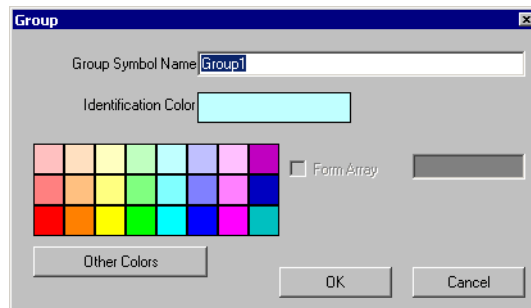 Group
Group Symbol Name Group1
Identification Color
Form Array
Other Colors
OK Cancel